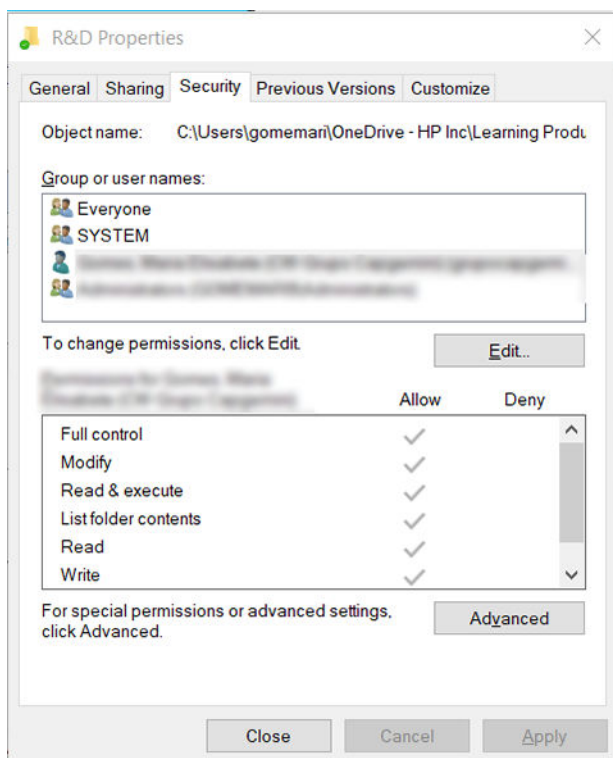 R&D Properties
General Sharing Security Previous Versions Customize
Object name: C:\Users\gomemari\OneDrive - HP Inc\Learning Produ
Group or user names:
Everyone
SYSTEM
To change permissions, click Edit.
Edit...
Allow Deny
Full control
Modify
Read & execute
List folder contents
Read
Write
For special permissions or advanced settings,
click Advanced.
Advanced
Close Cancel Apply